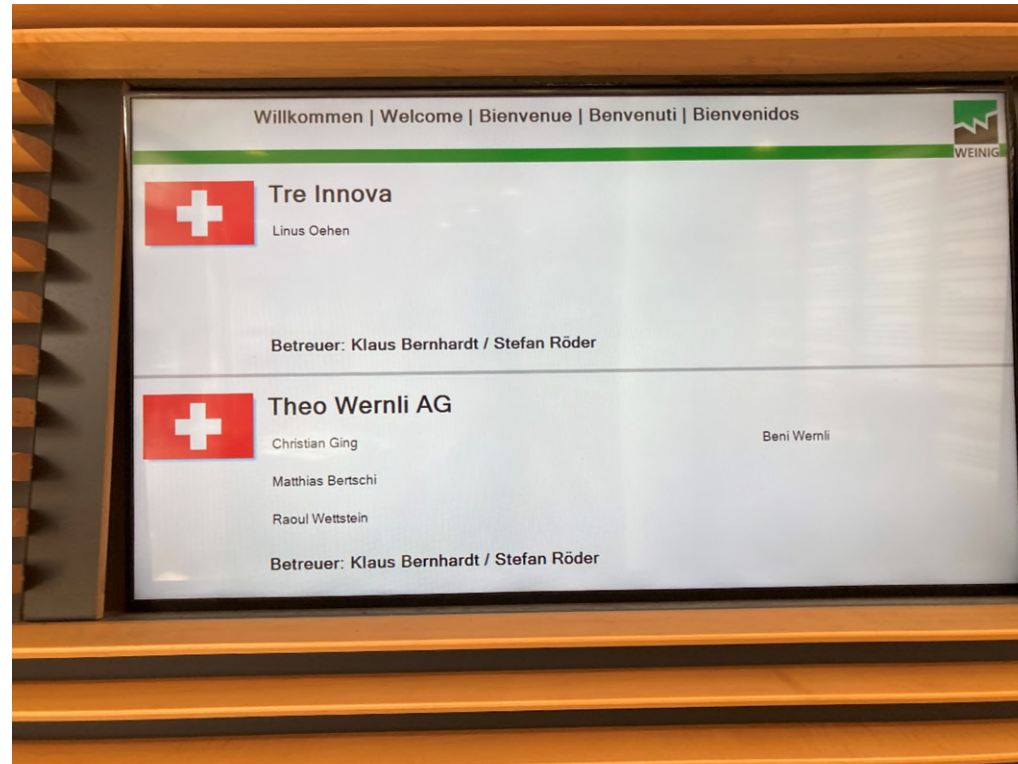 Willkommen | Welcome | Bienvenue | Benvenuti | Bienvenidos
WEINIG
Tre Innova
Linus Oehen
Betreuer: Klaus Bernhardt / Stefan Röder
Theo Wernli AG
Christian Ging
Beni Wernli
Matthias Bertschi
Raoul Wettstein
Betreuer: Klaus Bernhardt / Stefan Röder